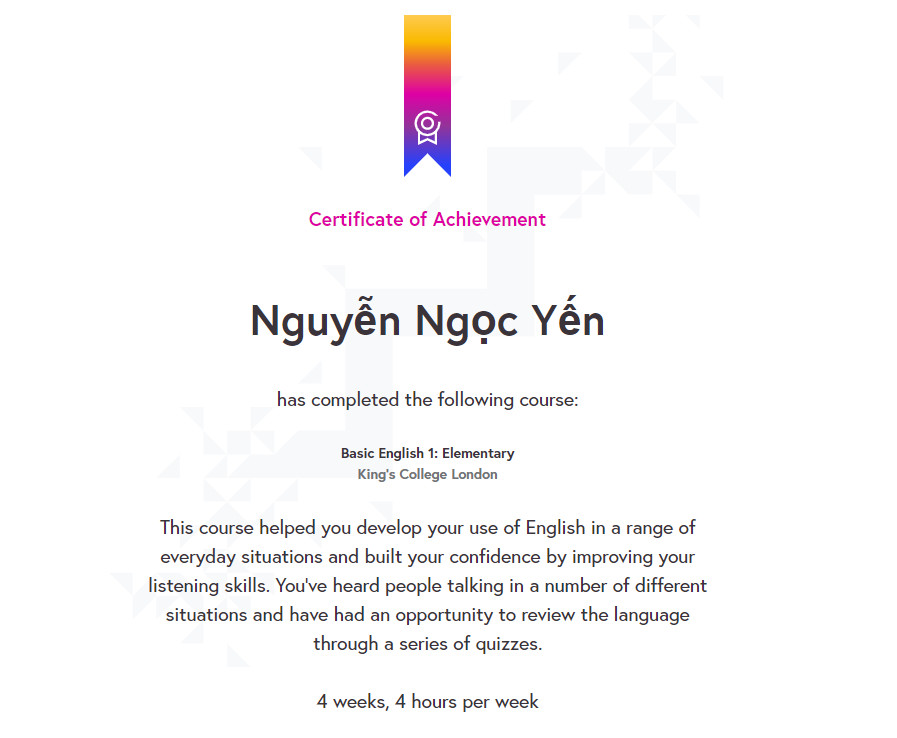 Certificate of Achievement
Nguyễn Ngọc Yến
has completed the following course:
Basic English 1: Elementary
King's College London
This course helped you develop your use of English in a range of
everyday situations and built your confidence by improving your
listening skills. You've heard people talking in a number of different
situations and have had an opportunity to review the language
through a series of quizzes.
4 weeks, 4 hours per week